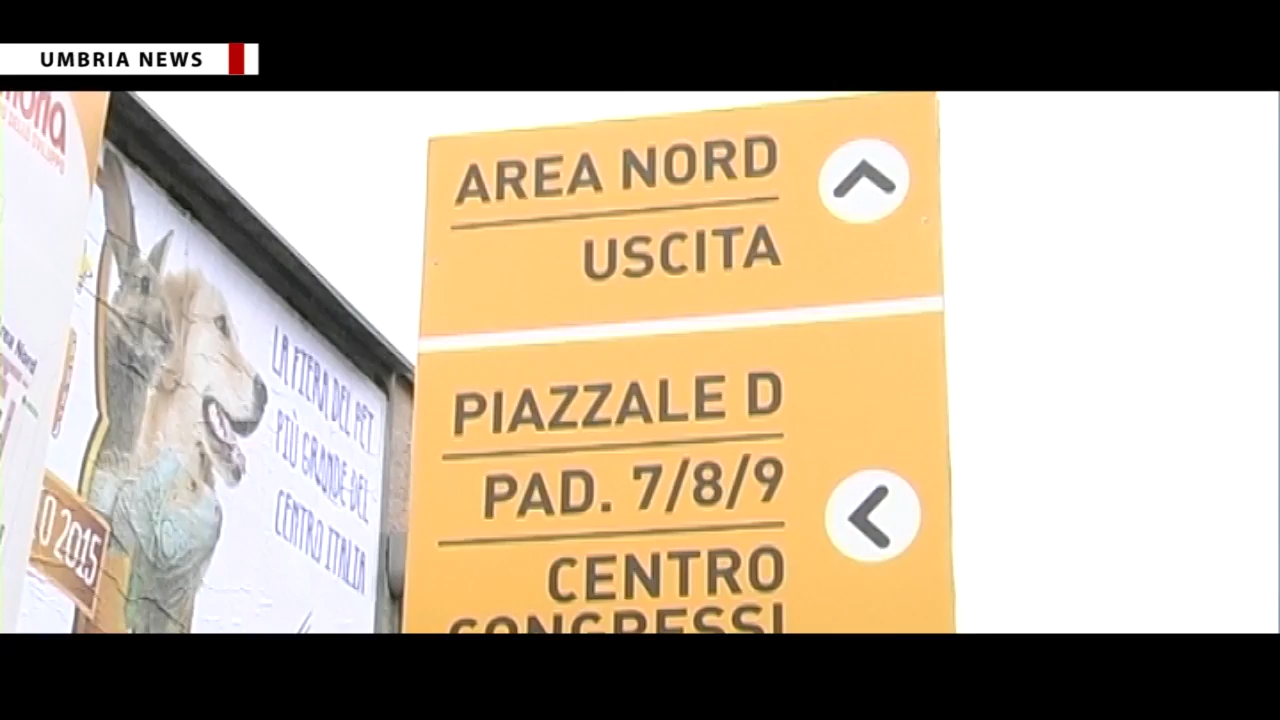 UMBRIA NEWS
AREA NORD
USCITA
PIAZZALE D
PAD. 7/8/9
CENTRO
CONGRESSI
LA FIERA DEL PET
PIÙ GRANDE DEL
CENTRO ITALIA
O 2015